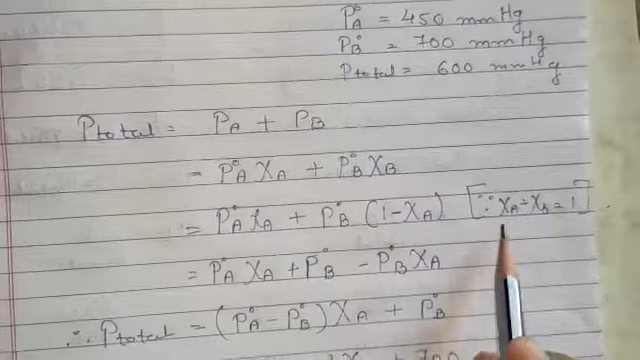 P°A = 450 mmHg
P°B = 700 mmHg
Ptotal = 600 mmHg
Ptotal = PA + PB
= P°A XA + P°B XB
= P°A XA + P°B (1-XA) [∵ XA+XB=1]
= P°A XA + P°B - P°B XA
∴ Ptotal = (P°A - P°B) XA + P°B
+ 700